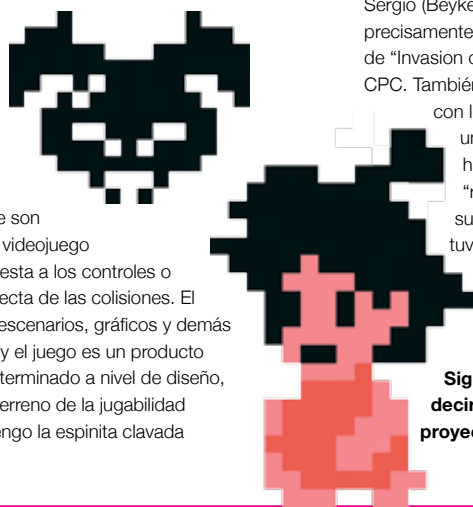 e son
videojuego
esta a los controles o
ecta de las colisiones. El
escenarios, gráficos y demás
y el juego es un producto
terminado a nivel de diseño,
erreno de la jugabilidad
engo la espinita clavada
Sergio (Beyke
precisamente
de “Invasion
CPC. También
con l
un
h
“r
su
tuv
Sig
decir
proyec